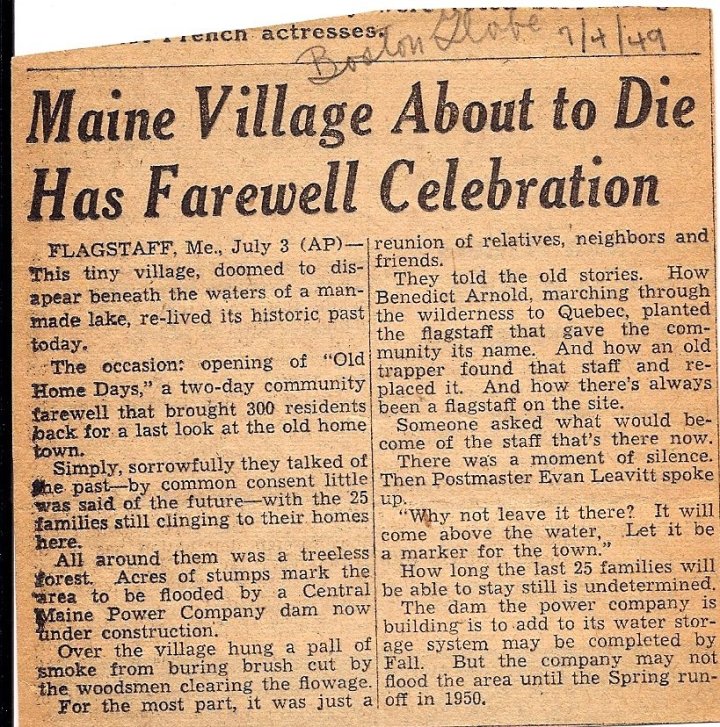 French actresses.
Boston Globe 7/4/49
Maine Village About to Die
Has Farewell Celebration
FLAGSTAFF, Me., July 3 (AP)—
This tiny village, doomed to dis-
apear beneath the waters of a man-
made lake, re-lived its historic past
today.
The occasion: opening of "Old
Home Days," a two-day community
farewell that brought 300 residents
back for a last look at the old home
town.
Simply, sorrowfully they talked of
the past—by common consent little
was said of the future—with the 25
families still clinging to their homes
here.
All around them was a treeless
forest. Acres of stumps mark the
area to be flooded by a Central
Maine Power Company dam now
under construction.
Over the village hung a pall of
smoke from buring brush cut by
the woodsmen clearing the flowage.
For the most part, it was just a
reunion of relatives, neighbors and
friends.
They told the old stories. How
Benedict Arnold, marching through
the wilderness to Quebec, planted
the flagstaff that gave the com-
munity its name. And how an old
trapper found that staff and re-
placed it. And how there's always
been a flagstaff on the site.
Someone asked what would be-
come of the staff that's there now.
There was a moment of silence.
Then Postmaster Evan Leavitt spoke
up.
"Why not leave it there? It will
come above the water, Let it be
a marker for the town."
How long the last 25 families will
be able to stay still is undetermined.
The dam the power company is
building is to add to its water stor-
age system may be completed by
Fall. But the company may not
flood the area until the Spring run-
off in 1950.